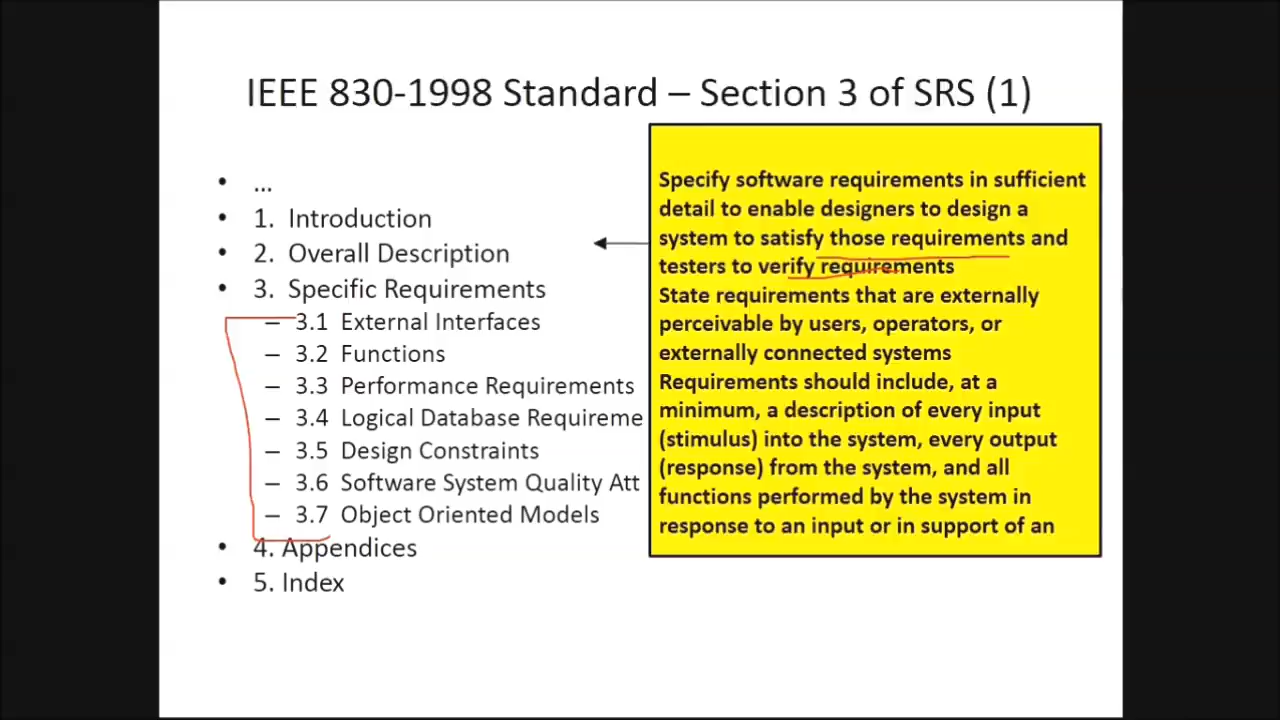 IEEE 830-1998 Standard – Section 3 of SRS (1)
• ...
• 1. Introduction
• 2. Overall Description
• 3. Specific Requirements
– 3.1 External Interfaces
– 3.2 Functions
– 3.3 Performance Requirements
– 3.4 Logical Database Requireme
– 3.5 Design Constraints
– 3.6 Software System Quality Att
– 3.7 Object Oriented Models
• 4. Appendices
• 5. Index
Specify software requirements in sufficient
detail to enable designers to design a
system to satisfy those requirements and
testers to verify requirements
State requirements that are externally
perceivable by users, operators, or
externally connected systems
Requirements should include, at a
minimum, a description of every input
(stimulus) into the system, every output
(response) from the system, and all
functions performed by the system in
response to an input or in support of an